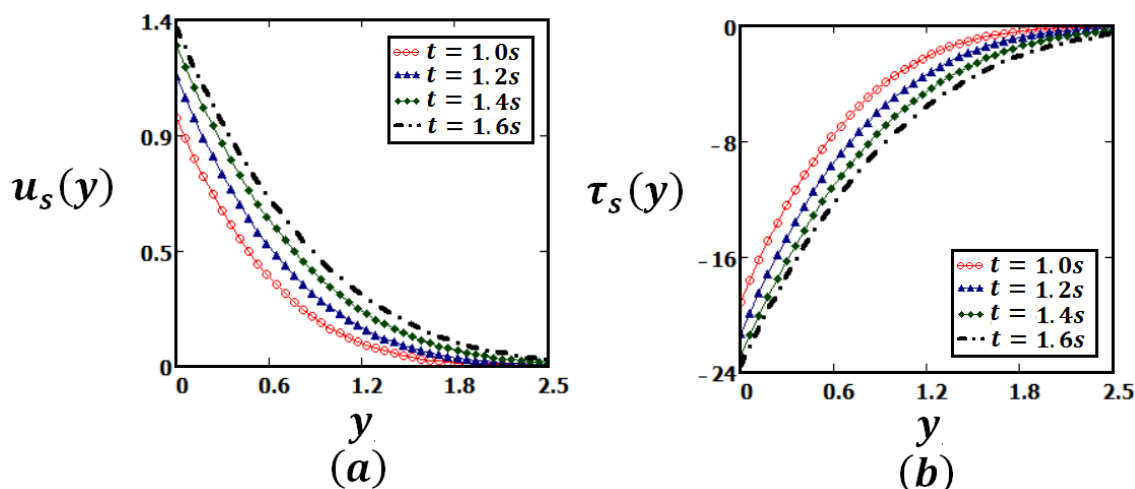 1.4
0.9
0.5
0
u_s(y)
t = 1.0s
t = 1.2s
t = 1.4s
t = 1.6s
0 0.6 1.2 1.8 2.5
y
(a)
0
−8
−16
−24
τ_s(y)
t = 1.0s
t = 1.2s
t = 1.4s
t = 1.6s
0 0.6 1.2 1.8 2.5
y
(b)